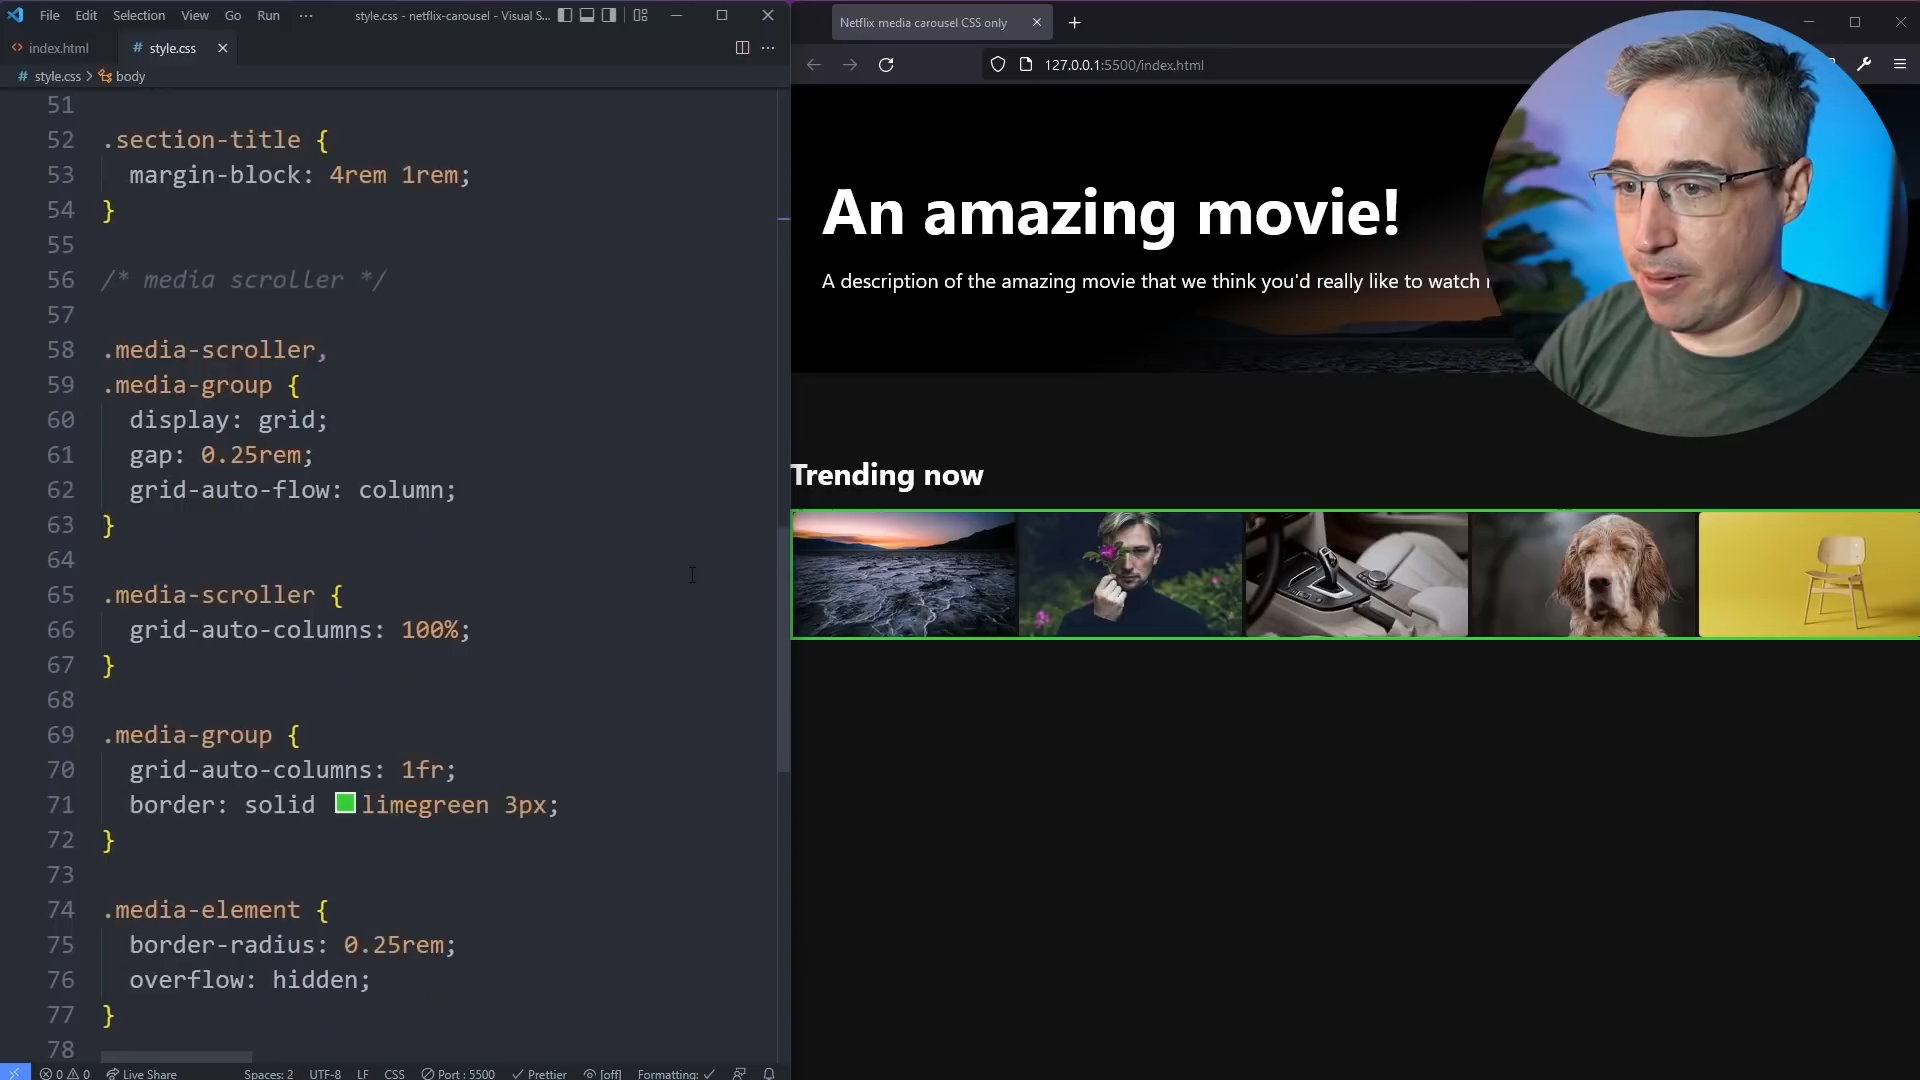 File Edit Selection View Go Run ··· style.css - netflix-carousel - Visual S...
index.html style.css
style.css > body
51
52 .section-title {
53 margin-block: 4rem 1rem;
54 }
55
56 /* media scroller */
57
58 .media-scroller,
59 .media-group {
60 display: grid;
61 gap: 0.25rem;
62 grid-auto-flow: column;
63 }
64
65 .media-scroller {
66 grid-auto-columns: 100%;
67 }
68
69 .media-group {
70 grid-auto-columns: 1fr;
71 border: solid limegreen 3px;
72 }
73
74 .media-element {
75 border-radius: 0.25rem;
76 overflow: hidden;
77 }
78
0 0 Live Share Spaces: 2 UTF-8 LF CSS Port : 5500 Prettier [off] Formatting:
Netflix media carousel CSS only
127.0.0.1:5500/index.html
An amazing movie!
A description of the amazing movie that we think you'd really like to watch
Trending now